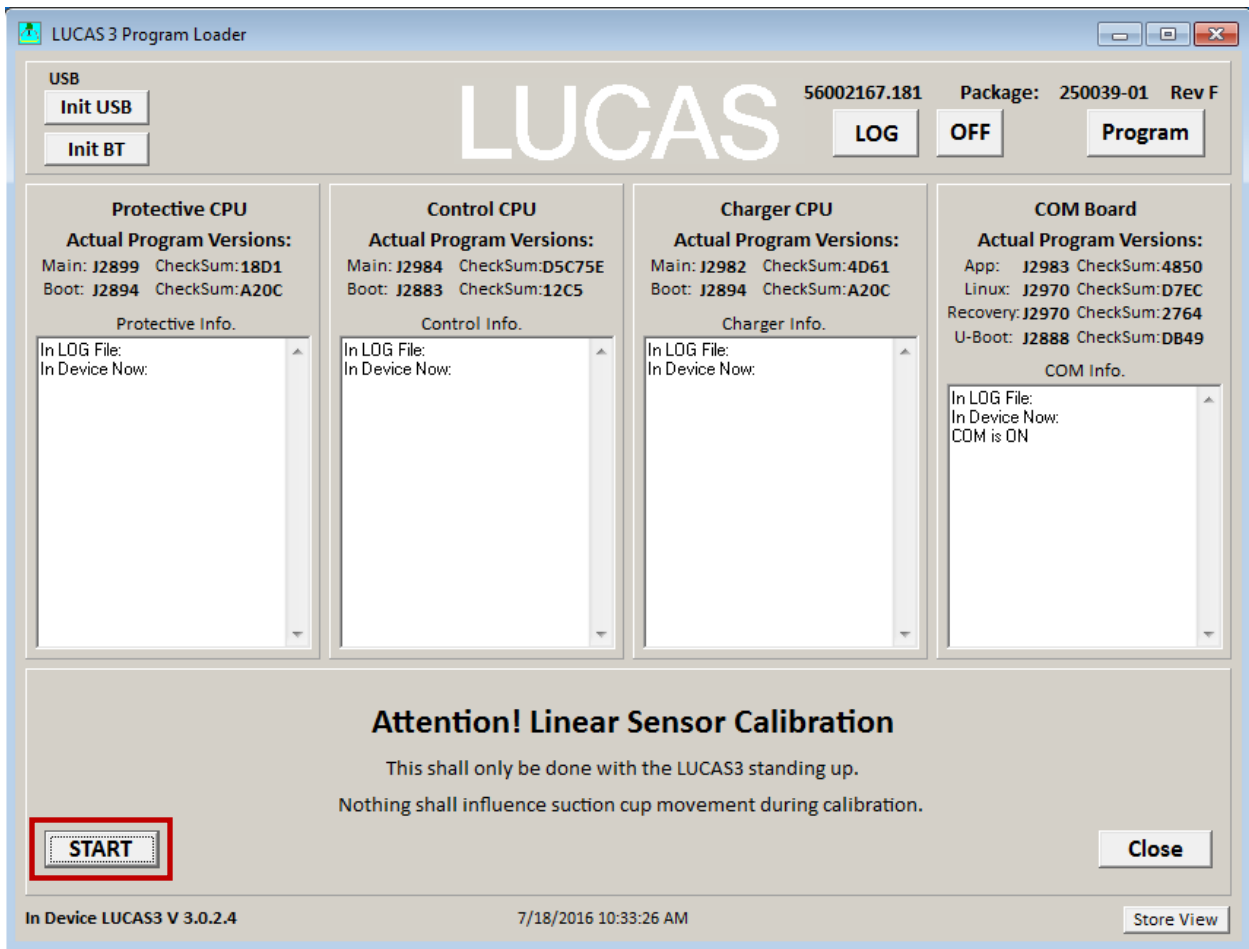 LUCAS 3 Program Loader
USB
Init USB
Init BT
LUCAS
56002167.181 Package: 250039-01 Rev F
LOG OFF Program
Protective CPU
Actual Program Versions:
Main: J2899 CheckSum:18D1
Boot: J2894 CheckSum:A20C
Protective Info.
In LOG File:
In Device Now:
Control CPU
Actual Program Versions:
Main: J2984 CheckSum:D5C75E
Boot: J2883 CheckSum:12C5
Control Info.
In LOG File:
In Device Now:
Charger CPU
Actual Program Versions:
Main: J2982 CheckSum:4D61
Boot: J2894 CheckSum:A20C
Charger Info.
In LOG File:
In Device Now:
COM Board
Actual Program Versions:
App: J2983 CheckSum:4850
Linux: J2970 CheckSum:D7EC
Recovery: J2970 CheckSum:2764
U-Boot: J2888 CheckSum:DB49
COM Info.
In LOG File:
In Device Now:
COM is ON
Attention! Linear Sensor Calibration
This shall only be done with the LUCAS3 standing up.
Nothing shall influence suction cup movement during calibration.
START Close
In Device LUCAS3 V 3.0.2.4 7/18/2016 10:33:26 AM Store View